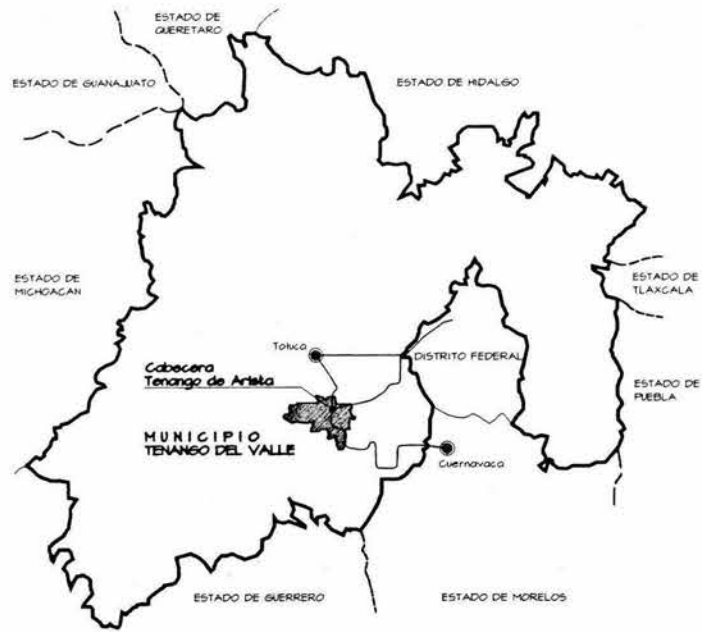 ESTADO DE
QUERETARO
ESTADO DE GUANAJUATO
ESTADO DE HIDALGO
ESTADO DE
MICHOACAN
ESTADO DE
TLAXCALA
Toluca
DISTRITO FEDERAL
Cabecera
Tenango de Arista
ESTADO DE
PUEBLA
MUNICIPIO
TENANGO DEL VALLE
Cuernavaca
ESTADO DE GUERRERO
ESTADO DE MORELOS